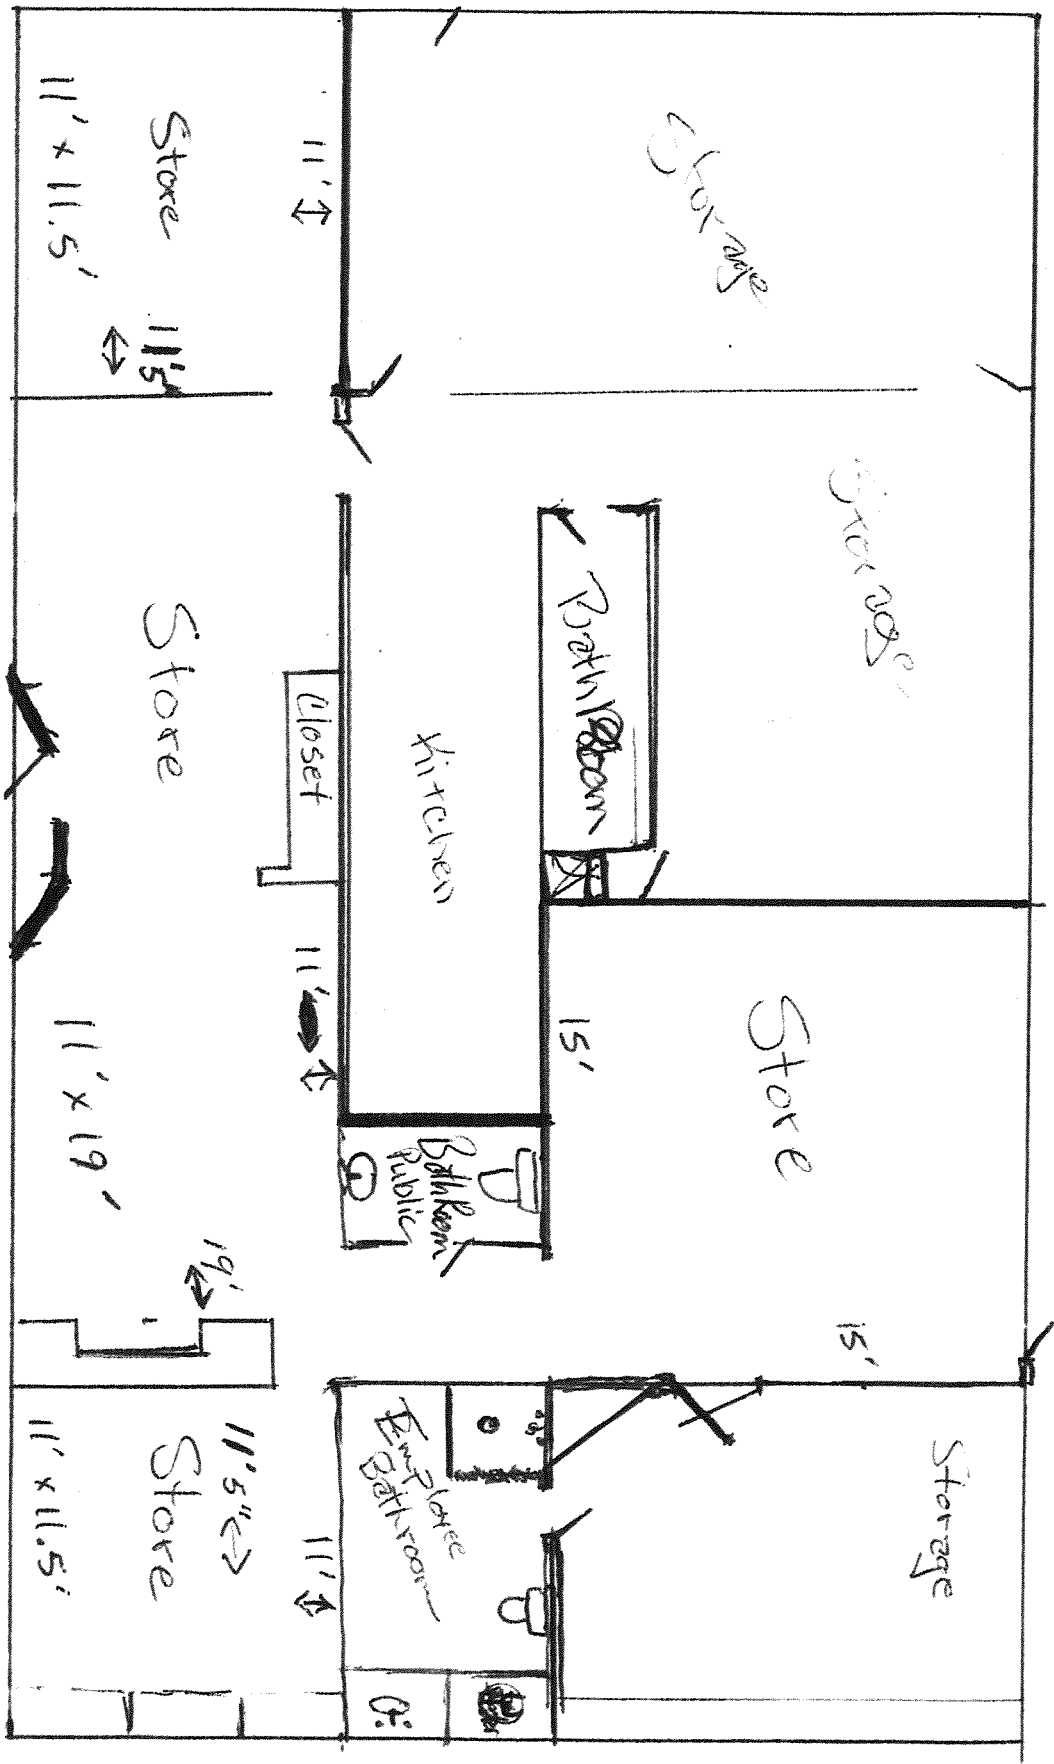 Storage
Storage
Storage
15'
Store
BathRoom
15'
Kitchen
BathRoom
Public
Employee
Bathroom
11'
Closet
11'
11'
Store
11'5"
Store
19'
11'5"
Store
11' x 11.5'
11' x 19'
11' x 11.5'